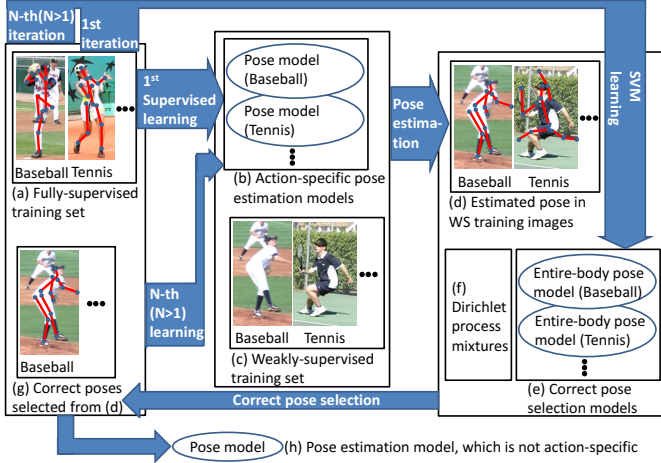 N-th(N>1)
iteration
1st
iteration
Baseball Tennis
(a) Fully-supervised
training set
1st
Supervised
learning
Pose model
(Baseball)
Pose model
(Tennis)
(b) Action-specific pose
estimation models
Pose
estima-
tion
SVM
learning
Baseball Tennis
(d) Estimated pose in
WS training images
Baseball
(g) Correct poses
selected from (d)
N-th
(N>1)
learning
Baseball Tennis
(c) Weakly-supervised
training set
(f)
Dirichlet
process
mixtures
Entire-body pose
model (Baseball)
Entire-body pose
model (Tennis)
(e) Correct pose
selection models
Correct pose selection
Pose model
(h) Pose estimation model, which is not action-specific